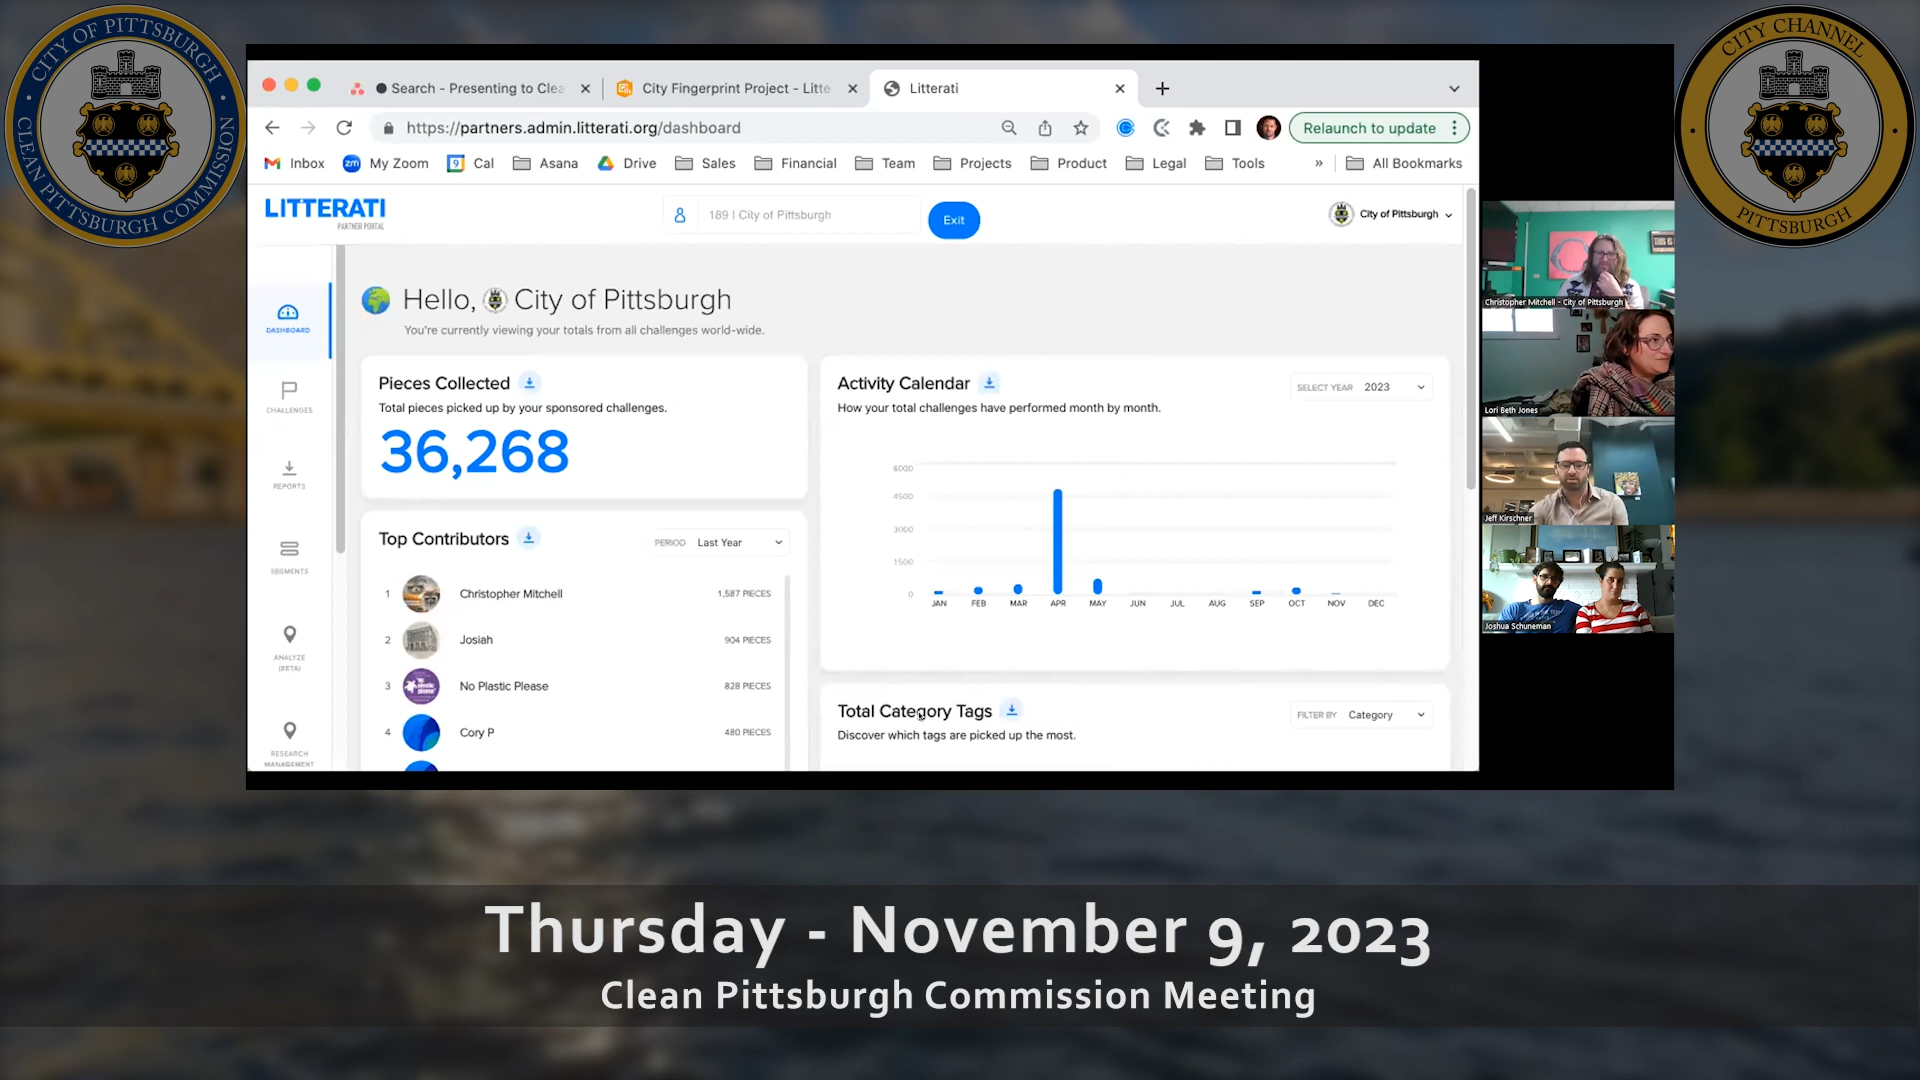 CITY OF PITTSBURGH
CLEAN PITTSBURGH COMMISSION
CITY CHANNEL
PITTSBURGH
Search - Presenting to Clea
City Fingerprint Project - Litte
Litterati
https://partners.admin.litterati.org/dashboard
Relaunch to update
Inbox
zm My Zoom
9 Cal
Asana
Drive
Sales
Financial
Team
Projects
Product
Legal
Tools
»
All Bookmarks
LITTERATI
PARTNER PORTAL
189 | City of Pittsburgh
Exit
City of Pittsburgh
DASHBOARD
CHALLENGES
REPORTS
SEGMENTS
ANALYZE
(BETA)
RESEARCH
MANAGEMENT
Hello, City of Pittsburgh
You're currently viewing your totals from all challenges world-wide.
Pieces Collected
Total pieces picked up by your sponsored challenges.
36,268
Top Contributors
PERIOD Last Year
1 Christopher Mitchell 1,587 PIECES
2 Josiah 904 PIECES
3 No Plastic Please 828 PIECES
4 Cory P 480 PIECES
Activity Calendar
SELECT YEAR 2023
How your total challenges have performed month by month.
6000
4500
3000
1500
0
JAN FEB MAR APR MAY JUN JUL AUG SEP OCT NOV DEC
Total Category Tags
FILTER BY Category
Discover which tags are picked up the most.
Christopher Mitchell - City of Pittsburgh
Lori Beth Jones
Jeff Kirschner
Joshua Schuneman
Thursday - November 9, 2023
Clean Pittsburgh Commission Meeting